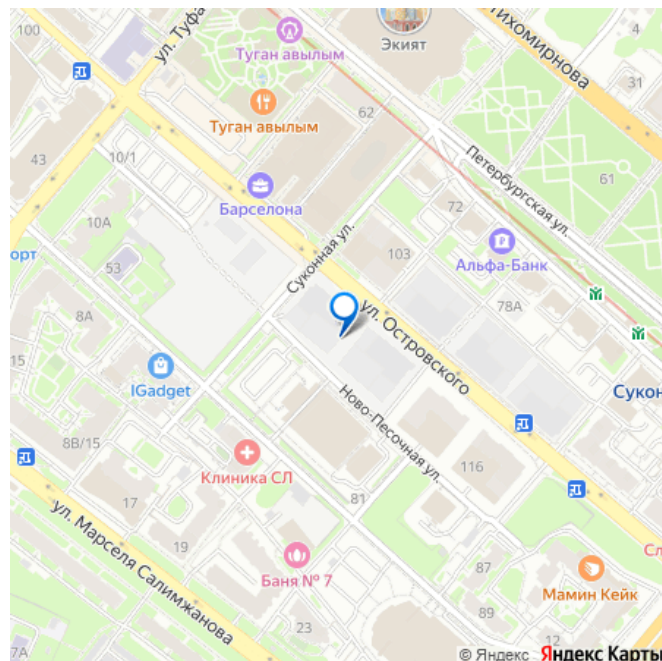 100
ул. Туфа
Туган авылым
Экият
Тихомирнова
4
31
Туган авылым
62
43
10/1
Петербургская ул.
61
Барселона
72
10А
Суконная ул.
103
Альфа-Банк
орт
53
78А
8А
ул. Островского
15
IGadget
Сукон
Ново-Песочная ул.
8В/15
Клиника СЛ
116
17
81
ул. Марселя Салимжанова
19
Сл
Баня № 7
87
Мамин Кейк
23
89
7А
12
© Яндекс Яндекс Карты